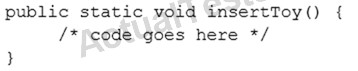 public static void insertToy() {
/* code goes here */
}